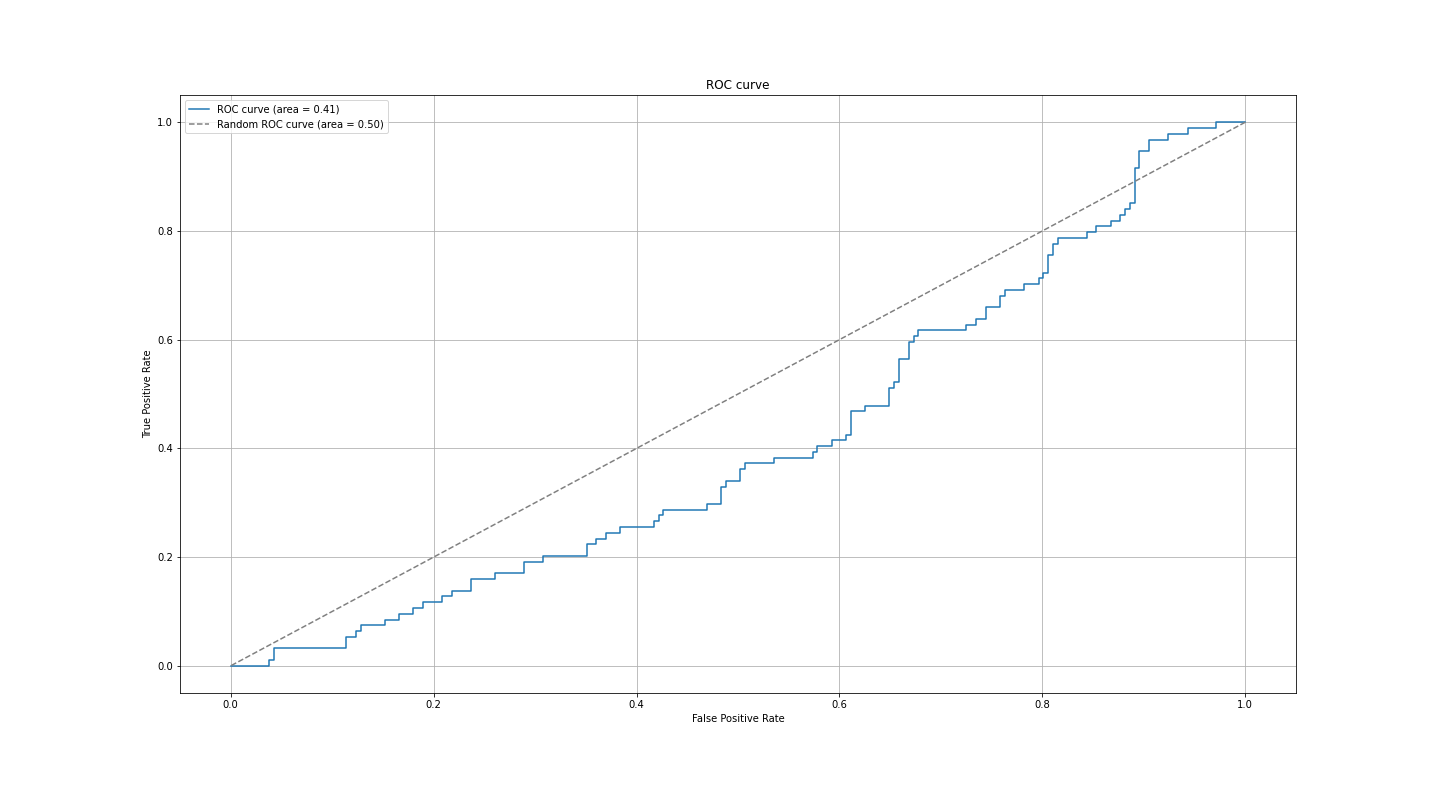 ROC curve
ROC curve (area = 0.41)
Random ROC curve (area = 0.50)
1.0
0.8
0.6
0.4
0.2
0.0
True Positive Rate
0.0 0.2 0.4 0.6 0.8 1.0
False Positive Rate